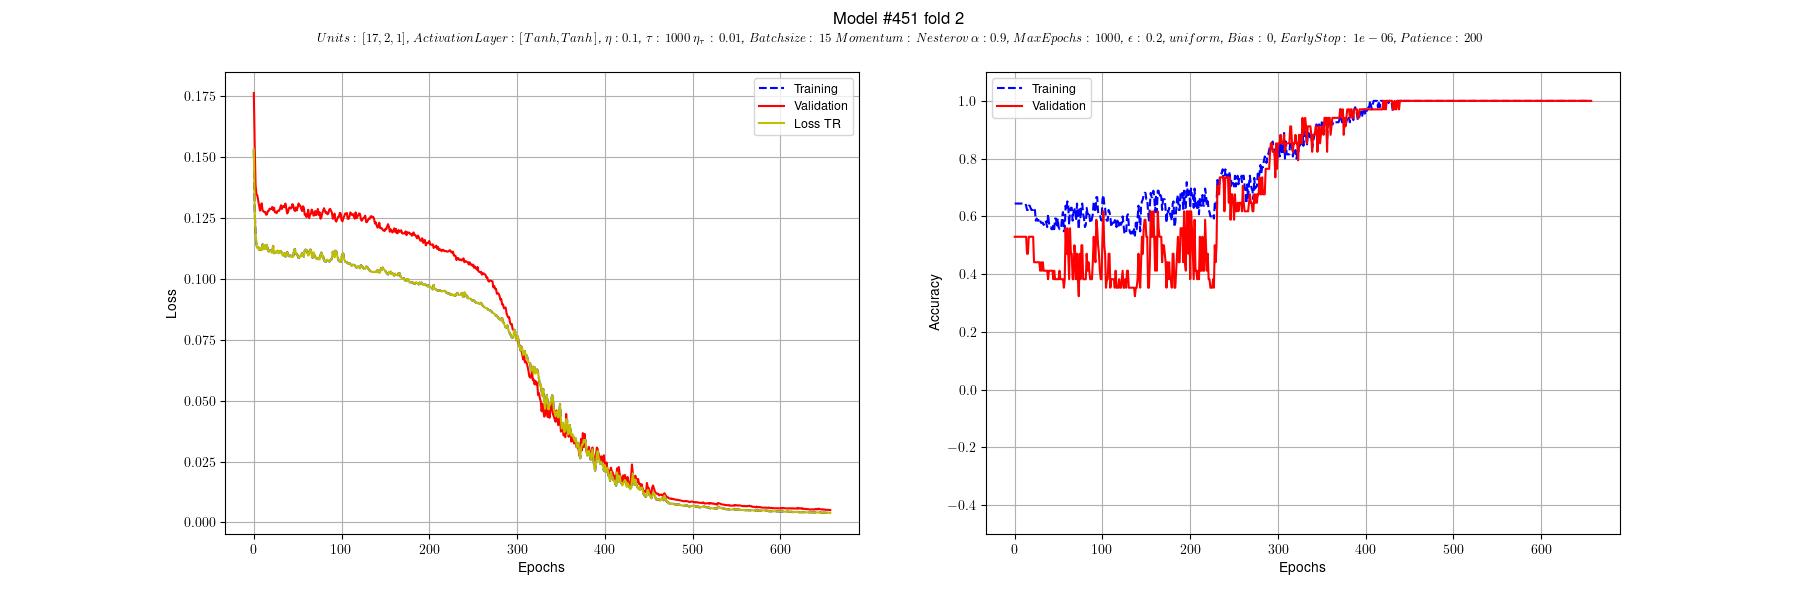 Model #451 fold 2
Units : [17, 2, 1], ActivationLayer : [Tanh, Tanh], η : 0.1, τ : 1000 ητ : 0.01, Batchsize : 15 Momentum : Nesterov α : 0.9, MaxEpochs : 1000, ϵ : 0.2, uniform, Bias : 0, EarlyStop : 1e − 06, Patience : 200
Training
Validation
Loss TR
0.175
0.150
0.125
0.100
0.075
0.050
0.025
0.000
Loss
0 100 200 300 400 500 600
Epochs
Training
Validation
1.0
0.8
0.6
0.4
0.2
0.0
−0.2
−0.4
Accuracy
0 100 200 300 400 500 600
Epochs